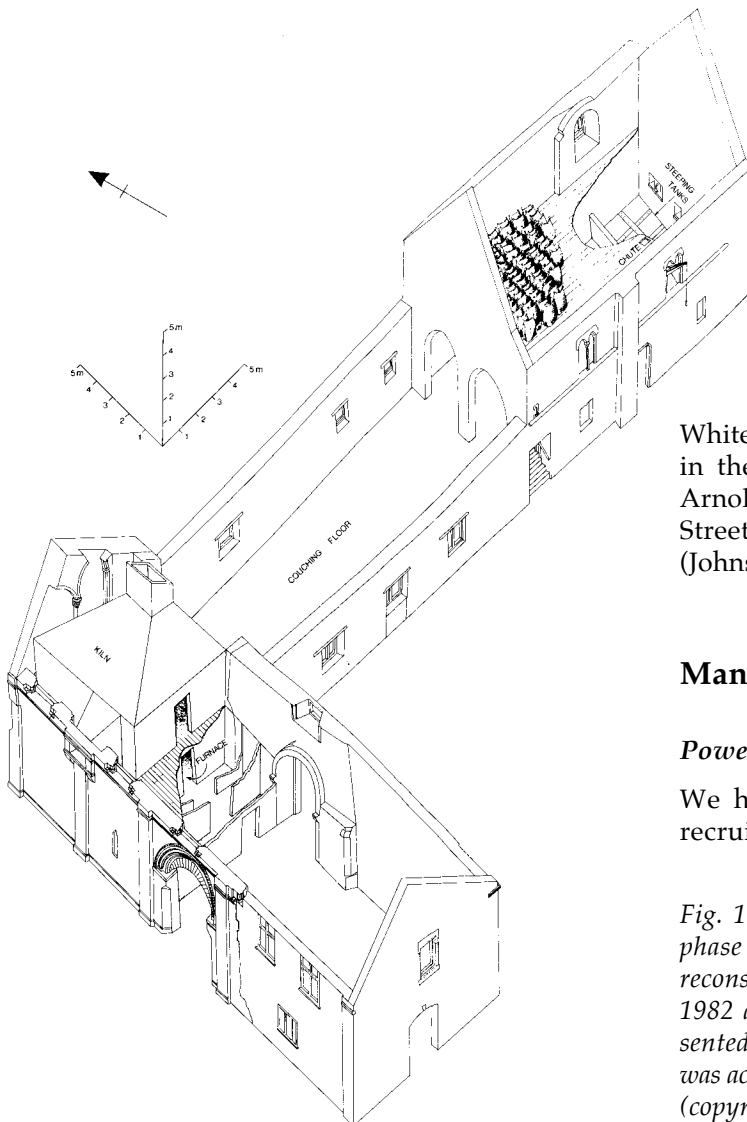 STEEPING
TANKS
CHUTE
5m
4
3
2
1
5m
4
3
2
1
5m
4
3
2
1
COUCHING FLOOR
KILN
FURNACE
White
in the
Arnol
Street
(Johns
Man
Powe
We h
recrui
Fig. 1
phase
recons
1982 a
sented
was ac
(copyr